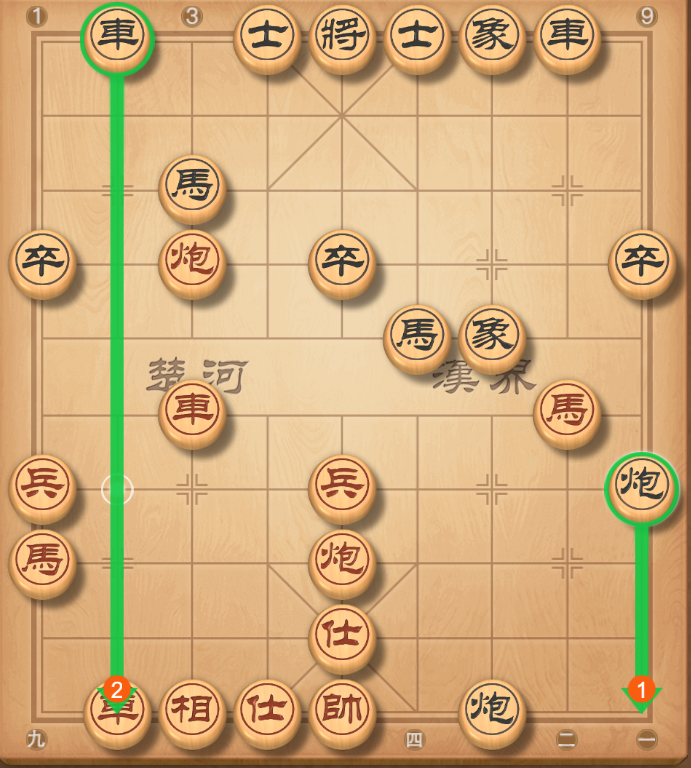 1 3 9
車 士 將 士 象 車
馬
卒 炮 卒 卒
馬 象
楚河 漢界
車 馬
兵 兵 炮
馬 炮
仕
2 1
車 相 仕 帥 炮
九 四 二 一